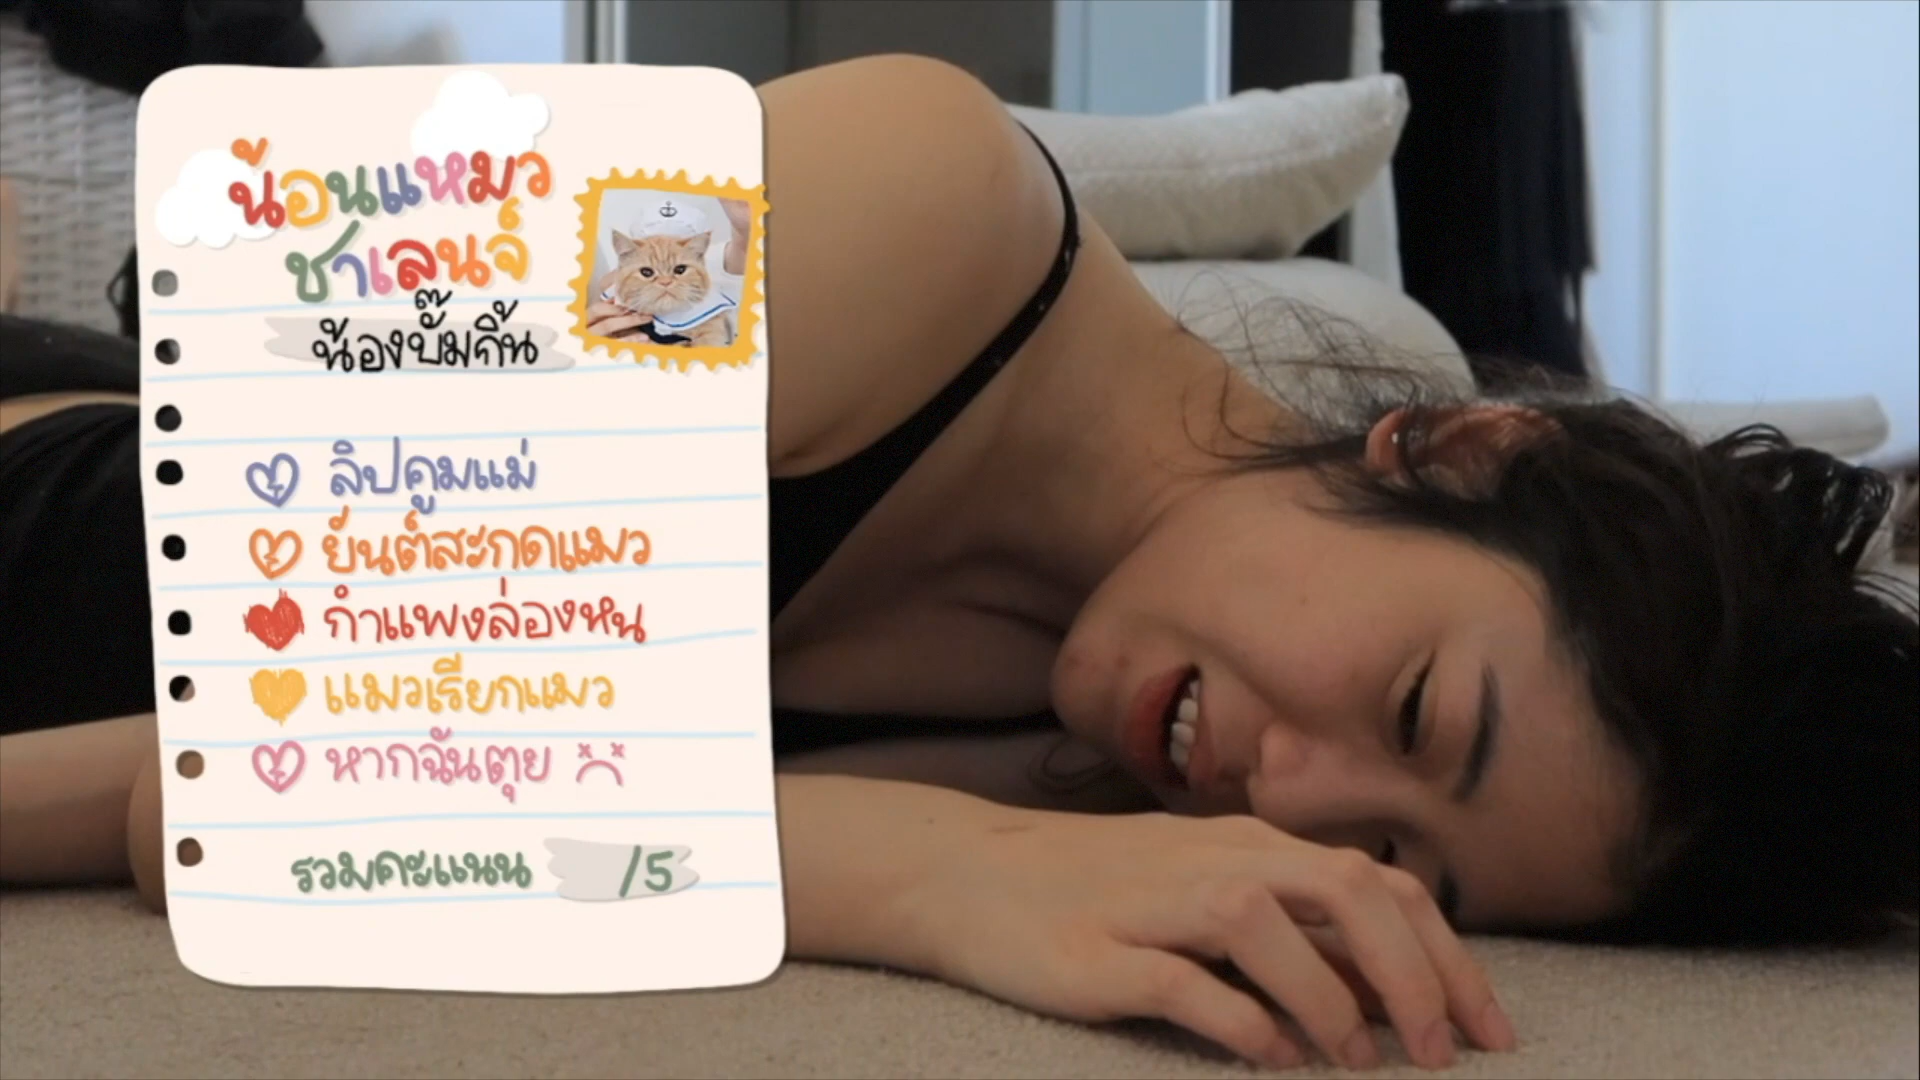 น้อนแหมว
ชาเลนจ์
น้องบั๊มกิ้น
ลิปคูมแม่
ยันต์สะกดแมว
กำแพงล่องหน
แมวเรียกแมว
หากฉันตุย
รวมคะแนน /5